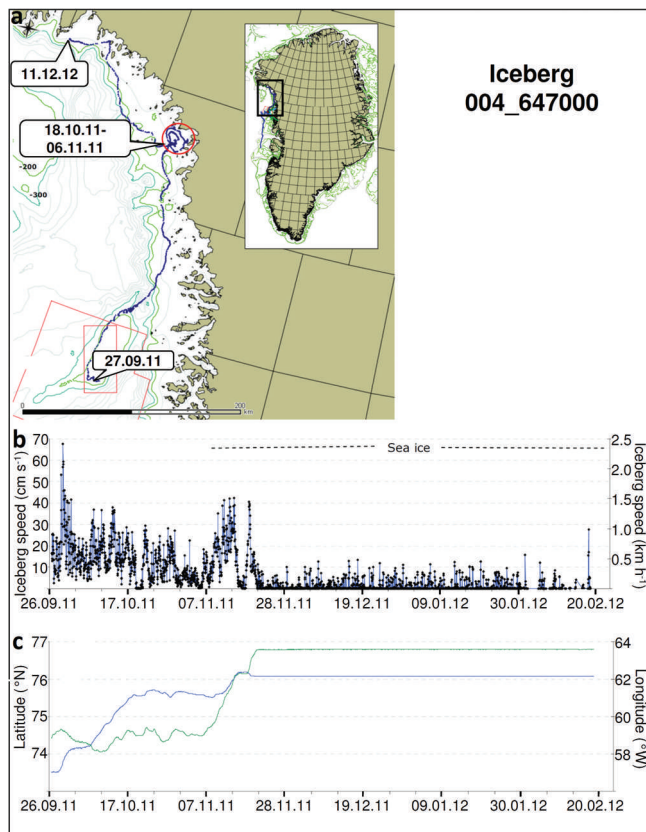 a
Iceberg
004_647000
11.12.12
18.10.11-
06.11.11
-200
-300
27.09.11
0
200
km
b
Iceberg speed (cm s⁻¹)
70
60
50
40
30
20
10
Sea ice
2.5
2.0
1.5
1.0
0.5
Iceberg speed (km h⁻¹)
26.09.11 17.10.11 07.11.11 28.11.11 19.12.11 09.01.12 30.01.12 20.02.12
c
Latitude (°N)
77
76
75
74
64
62
60
58
Longitude (°W)
26.09.11 17.10.11 07.11.11 28.11.11 19.12.11 09.01.12 30.01.12 20.02.12